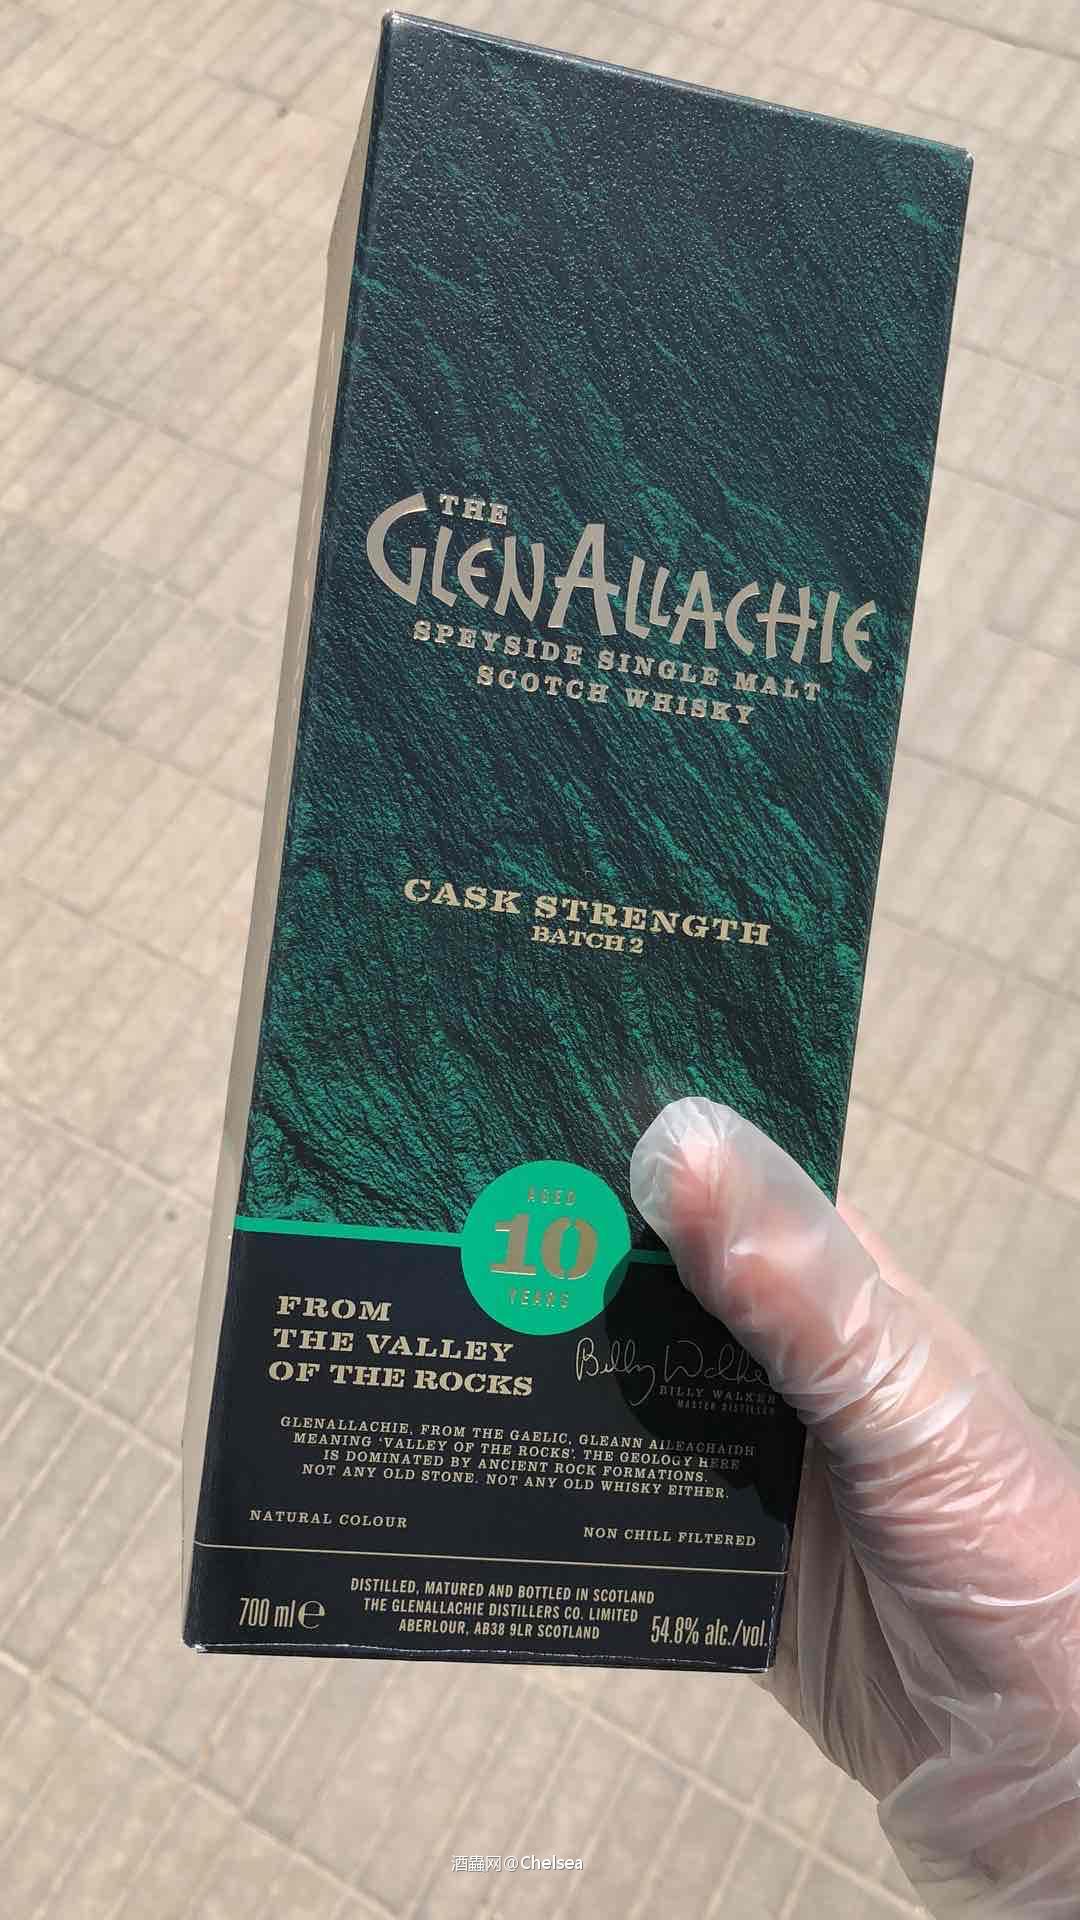 THE
GLENALLACHIE
SPEYSIDE SINGLE MALT
SCOTCH WHISKY
CASK STRENGTH
BATCH 2
AGED
10
YEARS
FROM
THE VALLEY
OF THE ROCKS
Billy Walker
BILLY WALKER
MASTER DISTILLER
GLENALLACHIE, FROM THE GAELIC, GLEANN AILEACHAIDH
MEANING ‘VALLEY OF THE ROCKS’. THE GEOLOGY HERE
IS DOMINATED BY ANCIENT ROCK FORMATIONS.
NOT ANY OLD STONE. NOT ANY OLD WHISKY EITHER.
NATURAL COLOUR
NON CHILL FILTERED
700 ml℮
DISTILLED, MATURED AND BOTTLED IN SCOTLAND
THE GLENALLACHIE DISTILLERS CO. LIMITED
ABERLOUR, AB38 9LR SCOTLAND
54.8% alc./vol.
酒蟲网@Chelsea